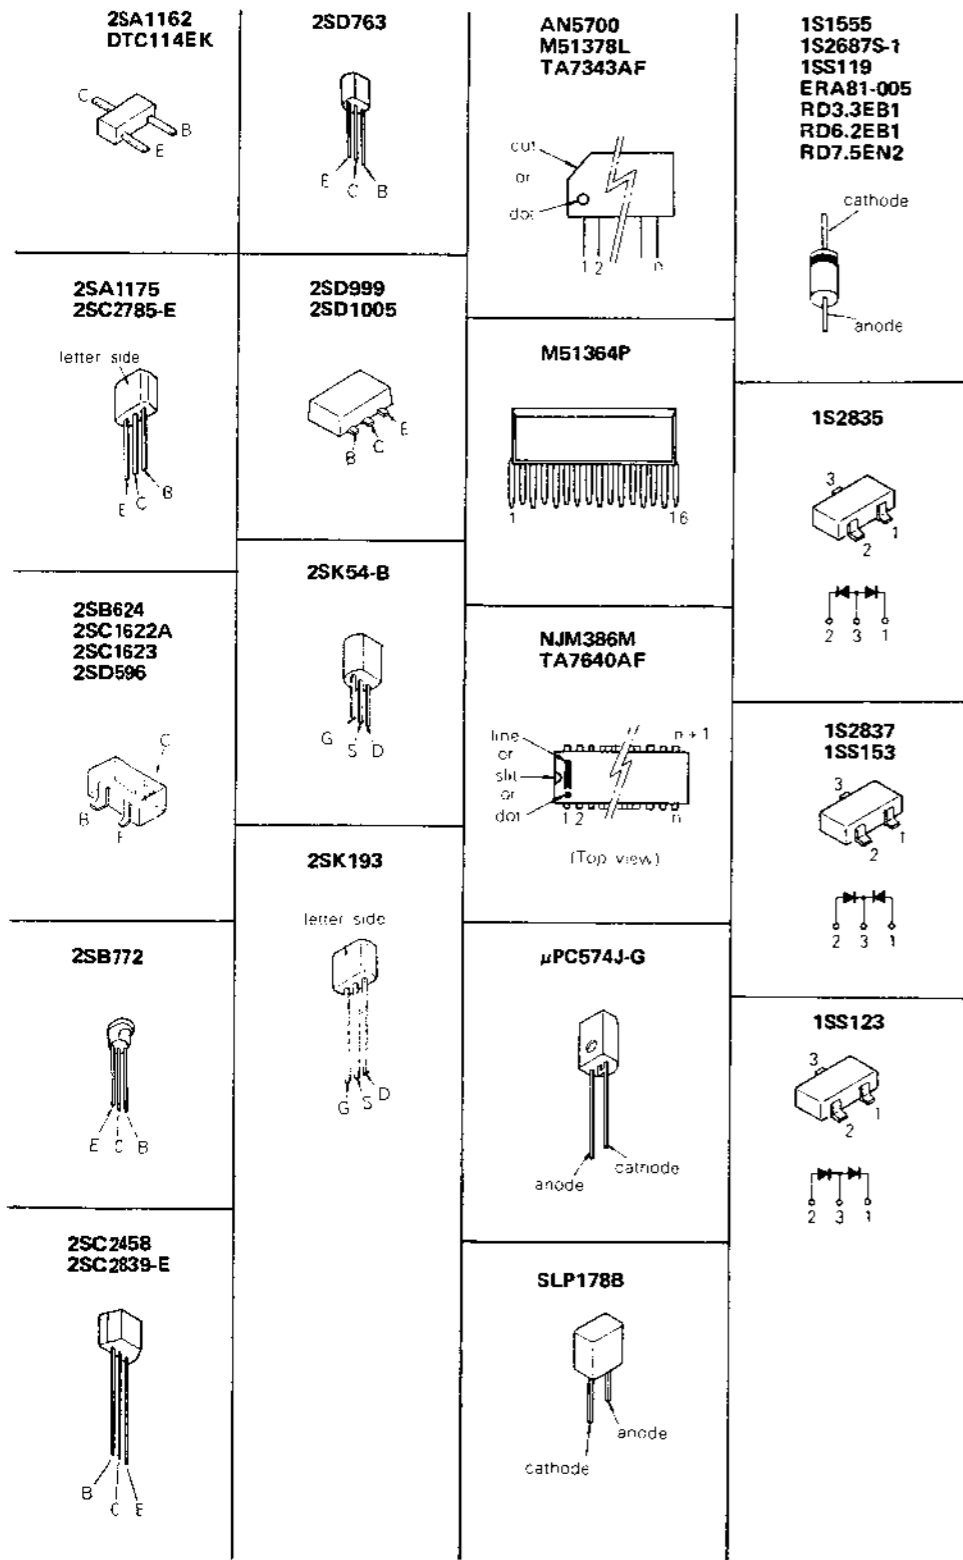 2SA1162
DTC114EK
C
B
E
2SA1175
2SC2785-E
letter side
E C B
2SB624
2SC1622A
2SC1623
2SD596
C
B
E
2SB772
E C B
2SC2458
2SC2839-E
B C E
2SD763
E C B
2SD999
2SD1005
B C E
2SK54-B
G S D
2SK193
letter side
G S D
AN5700
M51378L
TA7343AF
cut
or
dot
1 2 n
M51364P
1 16
NJM386M
TA7640AF
line
or
slit
or
dot
n + 1
1 2 n
(Top view)
μPC574J-G
anode
cathode
SLP178B
anode
cathode
1S1555
1S2687S-1
1SS119
ERA81-005
RD3.3EB1
RD6.2EB1
RD7.5EN2
cathode
anode
1S2835
3
2 1
2 3 1
1S2837
1SS153
3
1
2 1
2 3 1
1SS123
3
2 1
2 3 1